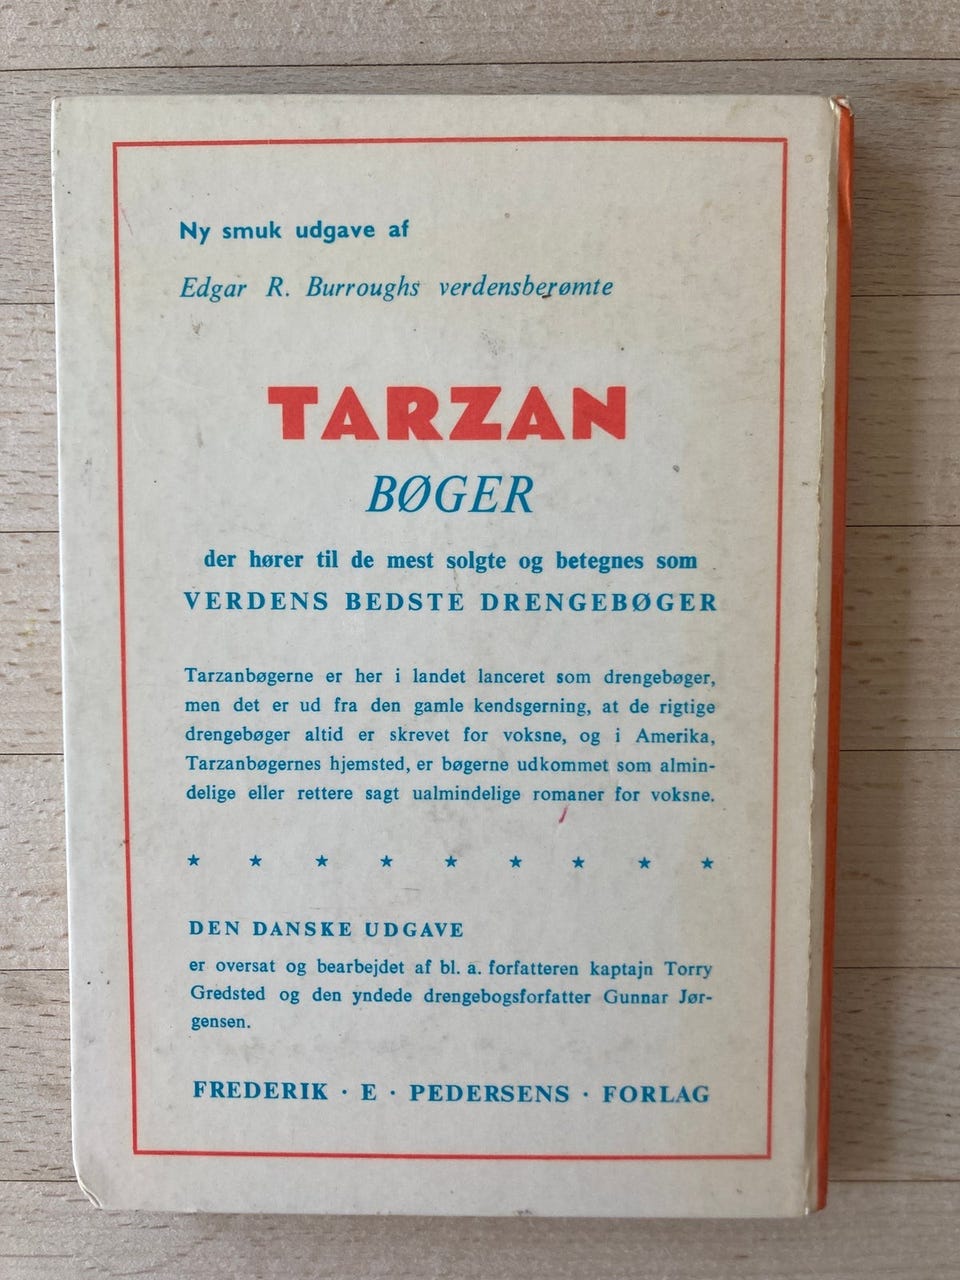 Ny smuk udgave af
Edgar R. Burroughs verdensberømte
TARZAN
BØGER
der hører til de mest solgte og betegnes som
VERDENS BEDSTE DRENGEBØGER
Tarzanbøgerne er her i landet lanceret som drengebøger,
men det er ud fra den gamle kendsgerning, at de rigtige
drengebøger altid er skrevet for voksne, og i Amerika,
Tarzanbøgernes hjemsted, er bøgerne udkommet som almin-
delige eller rettere sagt ualmindelige romaner for voksne.
★ ★ ★ ★ ★ ★ ★ ★ ★
DEN DANSKE UDGAVE
er oversat og bearbejdet af bl. a. forfatteren kaptajn Torry
Gredsted og den yndede drengebogsforfatter Gunnar Jør-
gensen.
FREDERIK · E · PEDERSENS · FORLAG